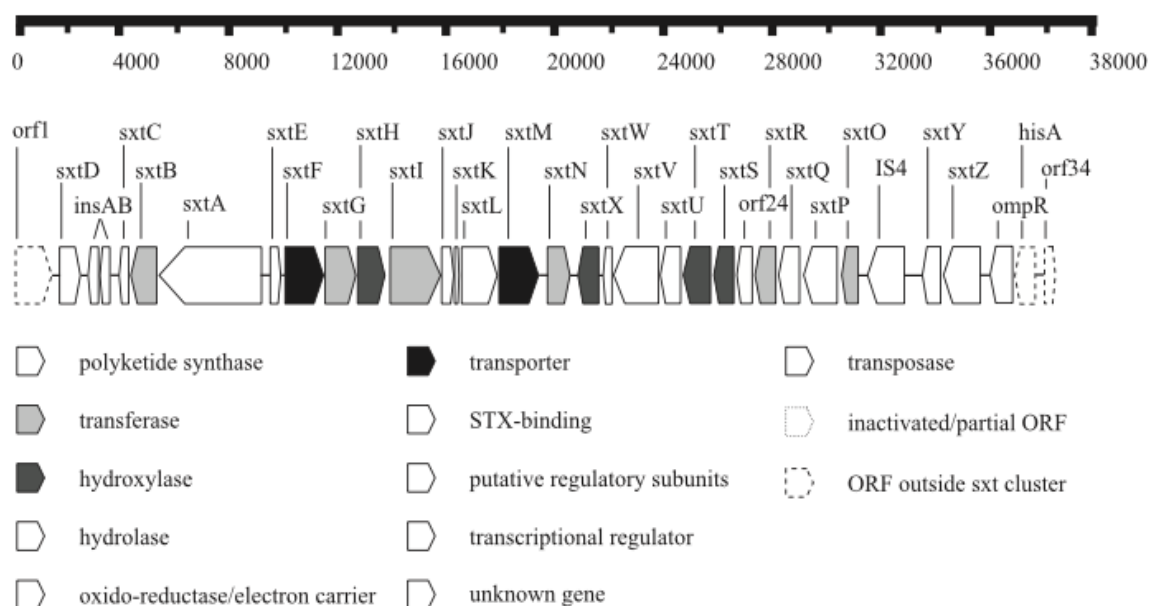 0 4000 8000 12000 16000 20000 24000 28000 32000 36000 38000
orf1 sxtC sxtE sxtH sxtJ sxtM sxtW sxtT sxtR sxtO sxtY hisA
sxtD sxtB sxtF sxtI sxtK sxtN sxtV sxtS sxtQ IS4 sxtZ orf34
insAB sxtA sxtG sxtL sxtX sxtU orf24 sxtP ompR
polyketide synthase transporter transposase
transferase STX-binding inactivated/partial ORF
hydroxylase putative regulatory subunits ORF outside sxt cluster
hydrolase transcriptional regulator
oxido-reductase/electron carrier unknown gene